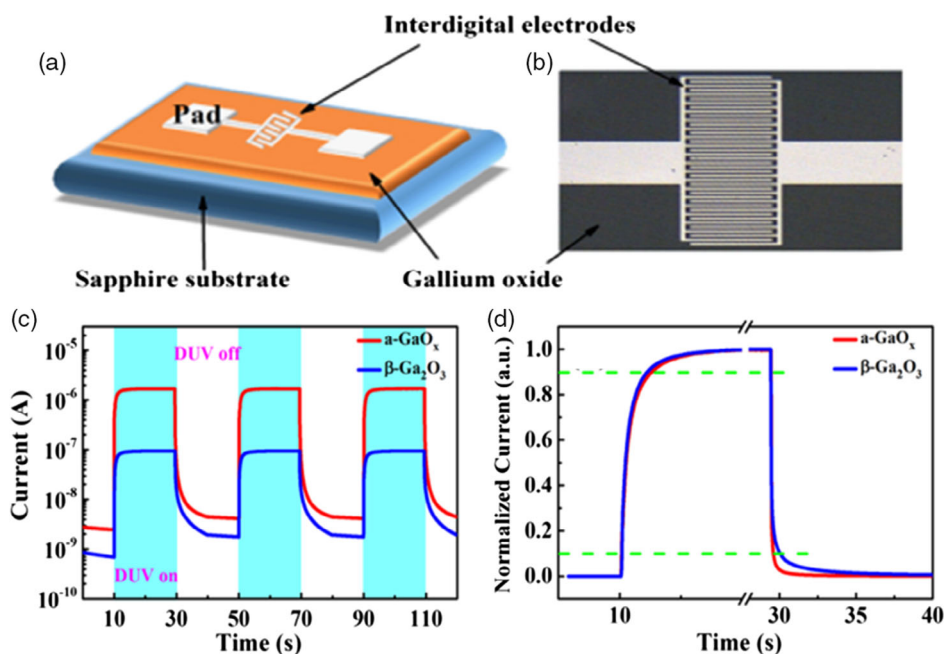 Interdigital electrodes
(a)
(b)
Pad
Sapphire substrate
Gallium oxide
(c)
(d)
10⁻⁵
10⁻⁶
10⁻⁷
10⁻⁸
10⁻⁹
10⁻¹⁰
Current (A)
DUV off
a-GaOₓ
β-Ga₂O₃
DUV on
10 30 50 70 90 110
Time (s)
1.0
0.8
0.6
0.4
0.2
0.0
Normalized Current (a.u.)
a-GaOₓ
β-Ga₂O₃
10 30 35 40
Time (s)